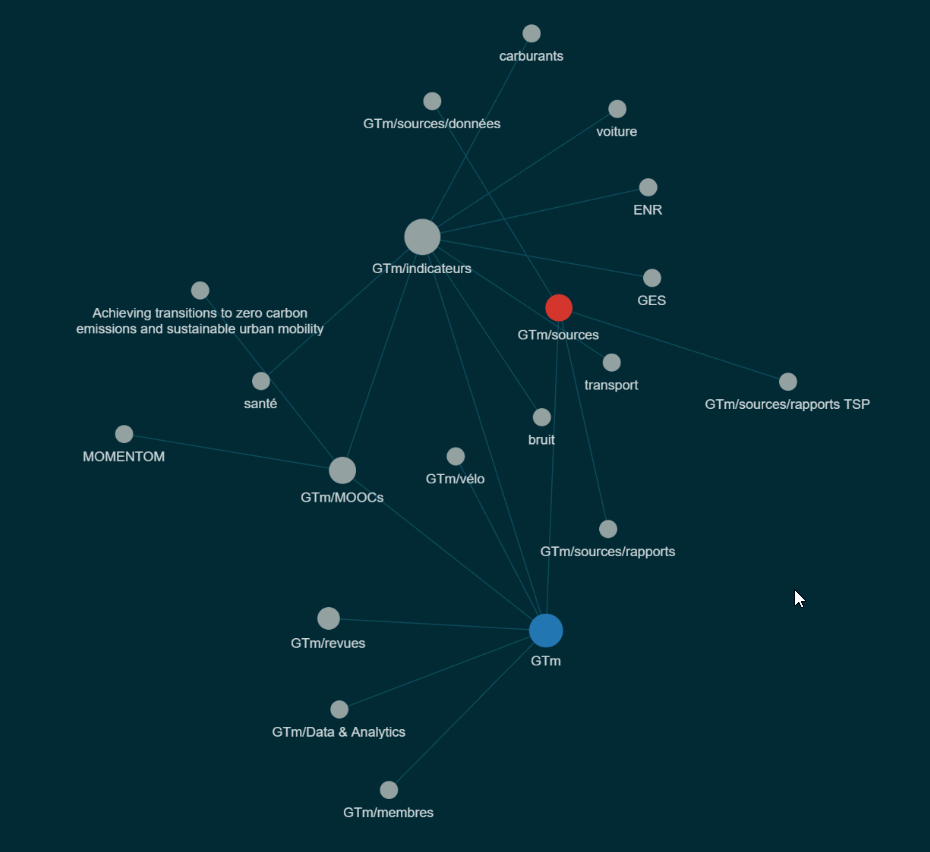 carburants
GTm/sources/données
voiture
ENR
GTm/indicateurs
GES
Achieving transitions to zero carbon
emissions and sustainable urban mobility
GTm/sources
transport
santé
GTm/sources/rapports TSP
bruit
MOMENTOM
GTm/vélo
GTm/MOOCs
GTm/sources/rapports
GTm/revues
GTm
GTm/Data & Analytics
GTm/membres